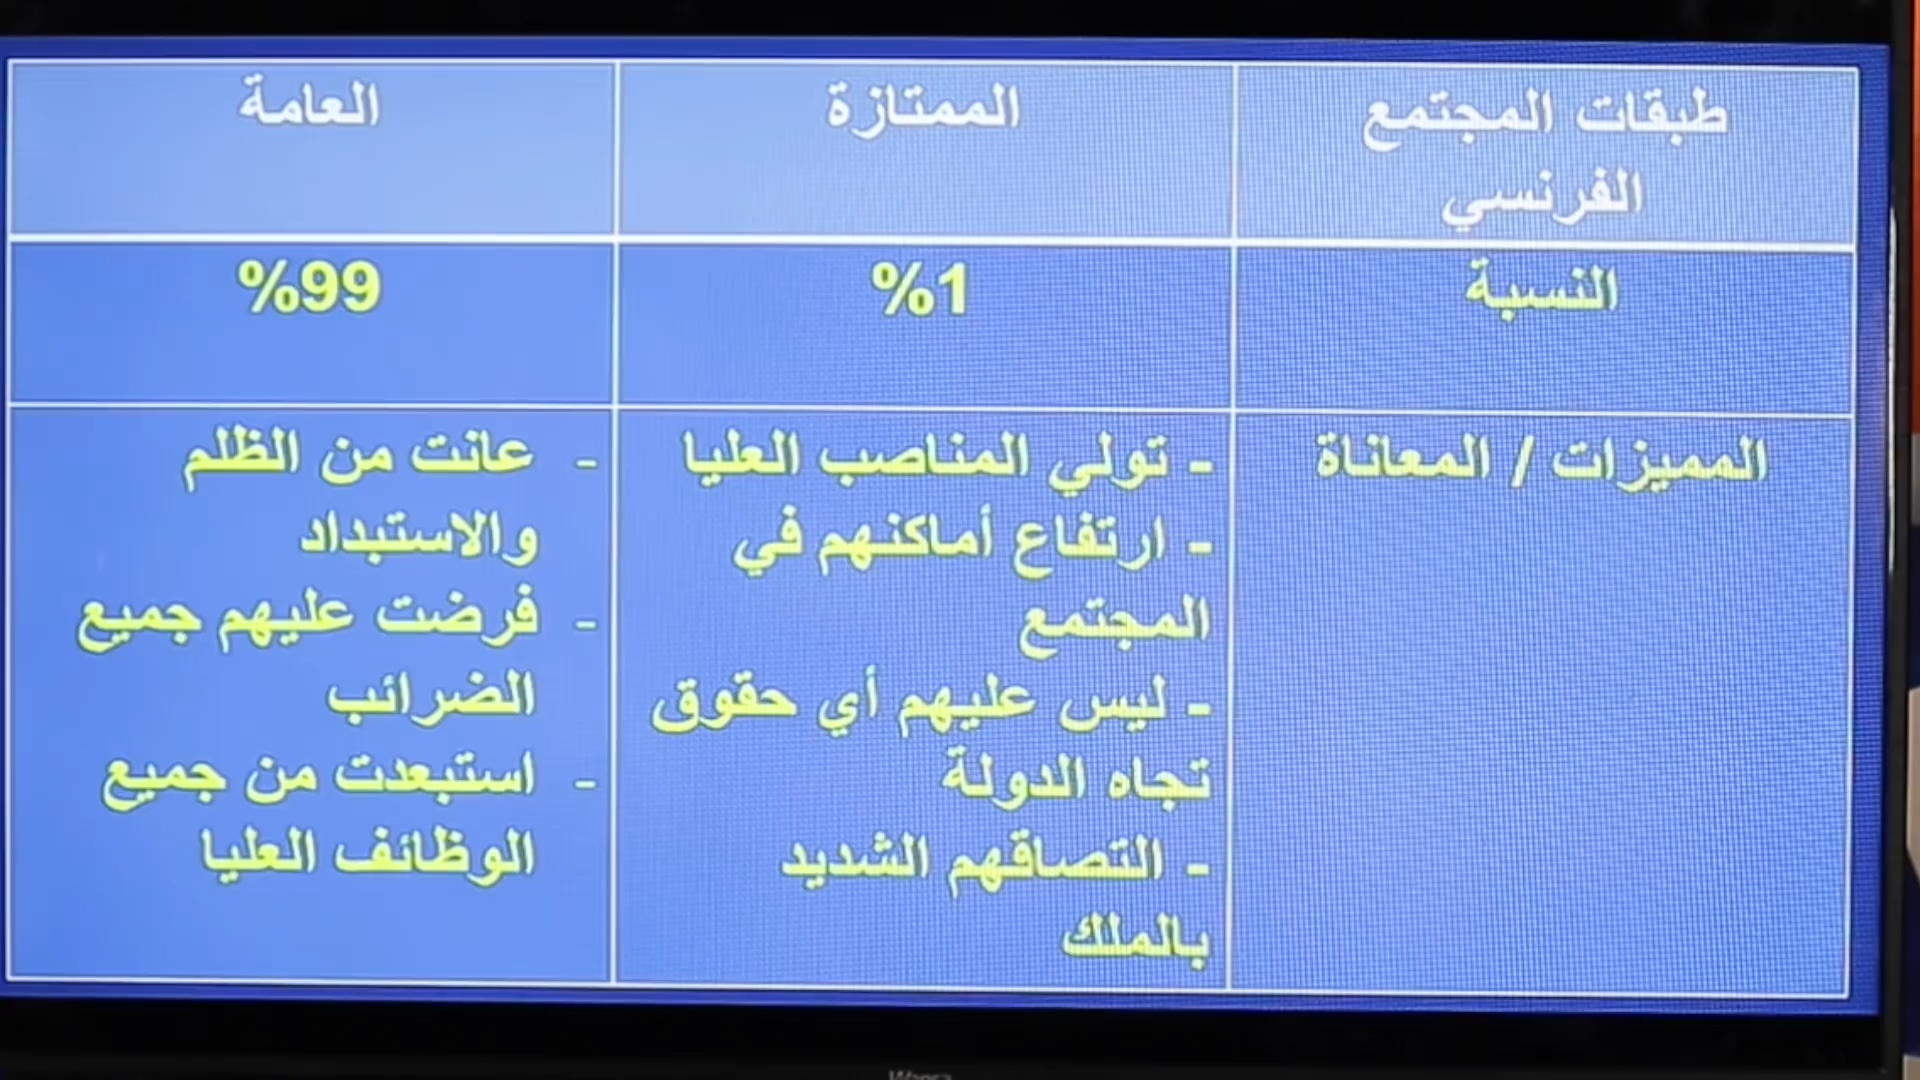 طبقات المجتمع
الفرنسي
الممتازة
العامة
النسبة
%1
%99
المميزات / المعاناة
- تولي المناصب العليا
- ارتفاع أماكنهم في
المجتمع
- ليس عليهم أي حقوق
تجاه الدولة
- التصاقهم الشديد
بالملك
- عانت من الظلم
والاستبداد
- فرضت عليهم جميع
الضرائب
- استبعدت من جميع
الوظائف العليا